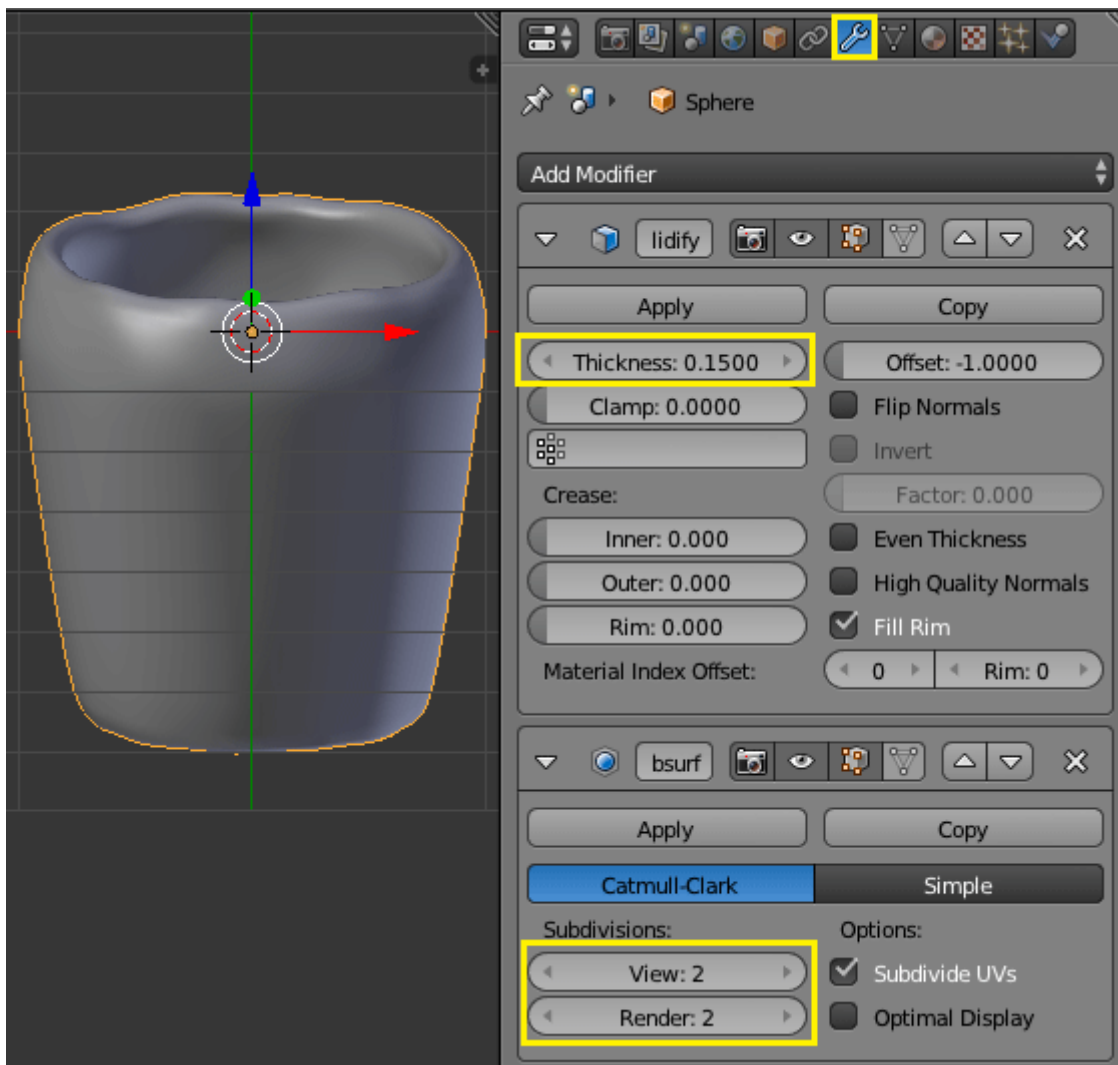 Sphere
Add Modifier
lidify
Apply Copy
Thickness: 0.1500 Offset: -1.0000
Clamp: 0.0000 Flip Normals
Invert
Crease: Factor: 0.000
Inner: 0.000 Even Thickness
Outer: 0.000 High Quality Normals
Rim: 0.000 Fill Rim
Material Index Offset: 0 Rim: 0
bsurf
Apply Copy
Catmull-Clark Simple
Subdivisions: Options:
View: 2 Subdivide UVs
Render: 2 Optimal Display